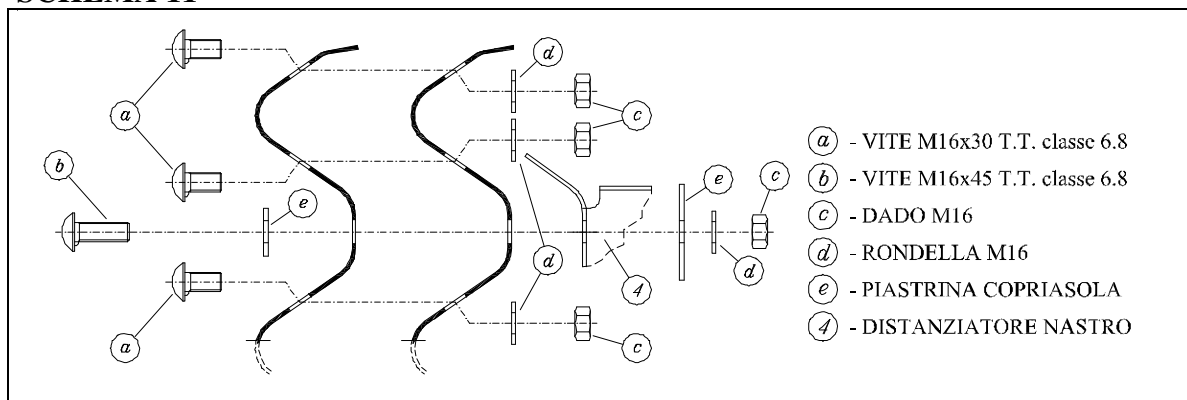 a
b
a
e
d
c
d
4
c
e
d
c
a - VITE M16x30 T.T. classe 6.8
b - VITE M16x45 T.T. classe 6.8
c - DADO M16
d - RONDELLA M16
e - PIASTRINA COPRIASOLA
4 - DISTANZIATORE NASTRO